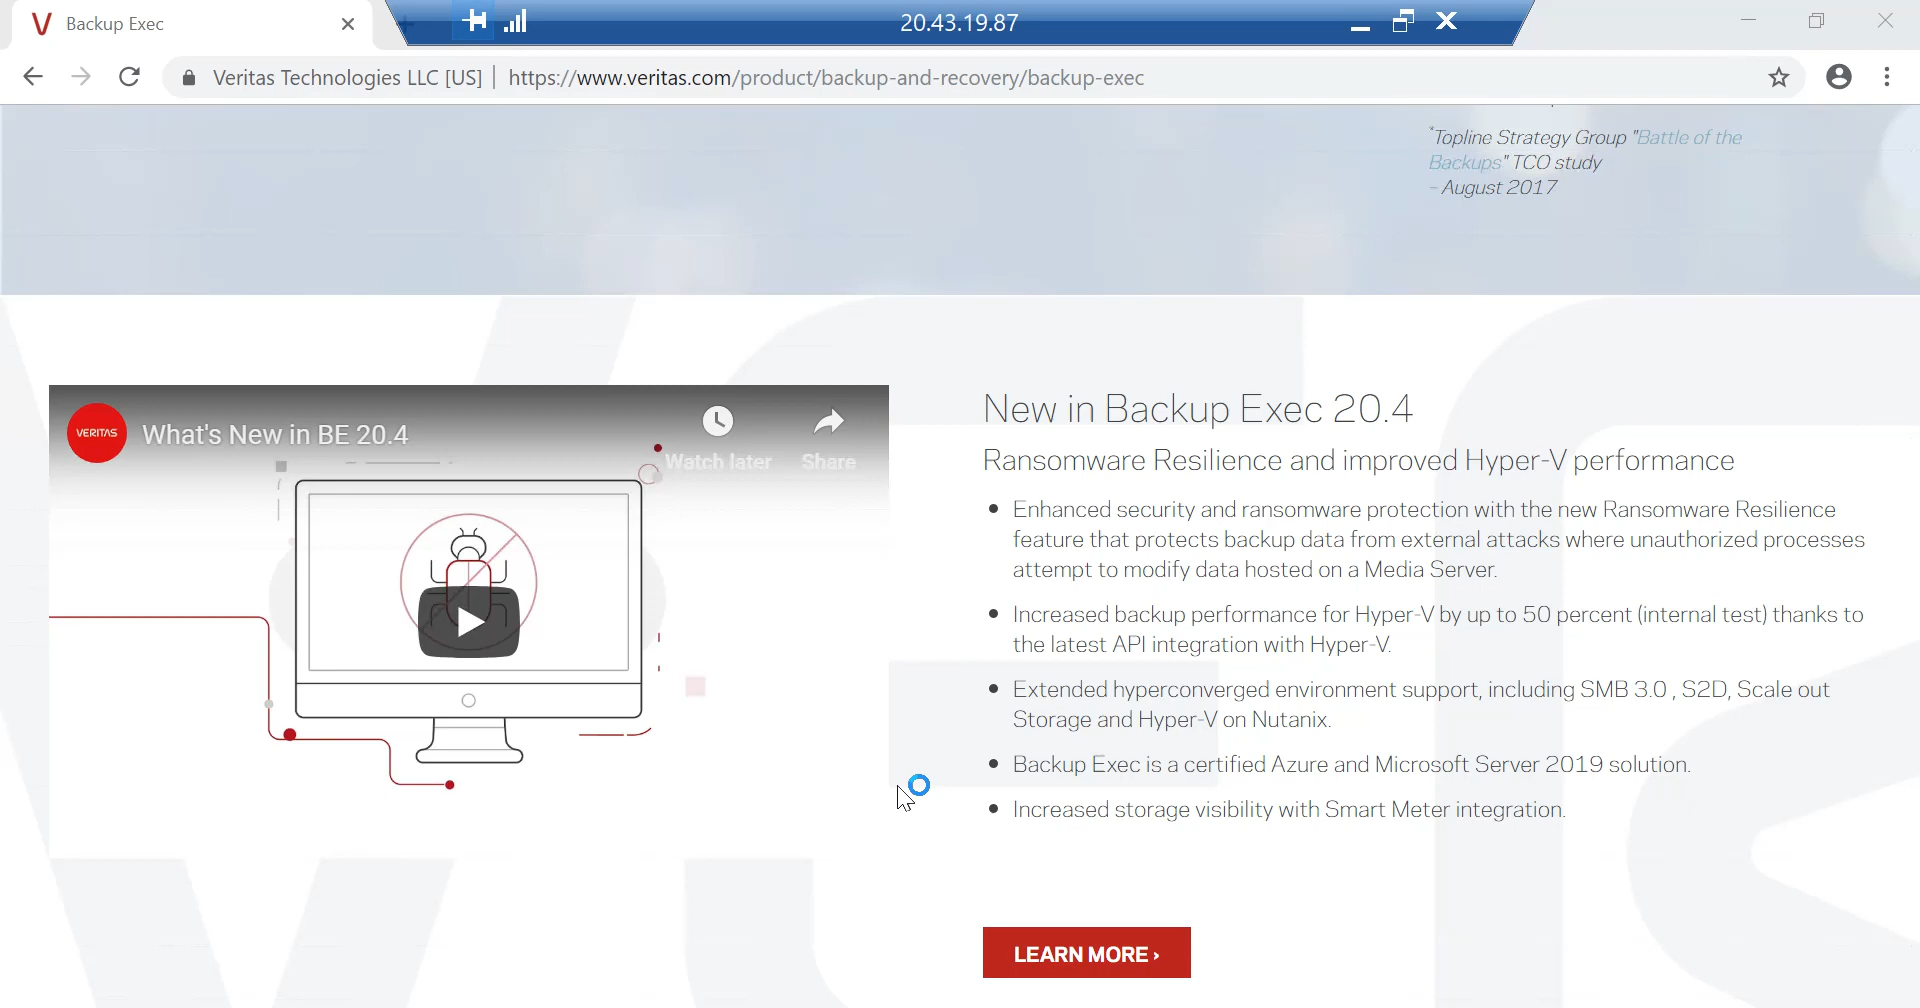 Backup Exec
20.43.19.87
Veritas Technologies LLC [US] | https://www.veritas.com/product/backup-and-recovery/backup-exec
*Topline Strategy Group "Battle of the
Backups" TCO study
- August 2017
VERITAS
What's New in BE 20.4
Watch later
Share
New in Backup Exec 20.4
Ransomware Resilience and improved Hyper-V performance
• Enhanced security and ransomware protection with the new Ransomware Resilience
feature that protects backup data from external attacks where unauthorized processes
attempt to modify data hosted on a Media Server.
• Increased backup performance for Hyper-V by up to 50 percent (internal test) thanks to
the latest API integration with Hyper-V.
• Extended hyperconverged environment support, including SMB 3.0 , S2D, Scale out
Storage and Hyper-V on Nutanix.
• Backup Exec is a certified Azure and Microsoft Server 2019 solution.
• Increased storage visibility with Smart Meter integration.
LEARN MORE ›